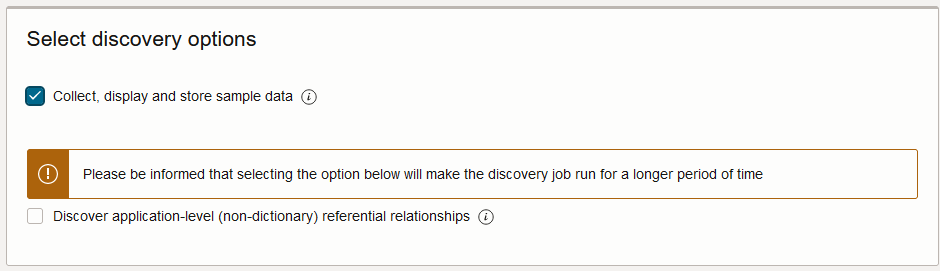 Select discovery options
Collect, display and store sample data
Please be informed that selecting the option below will make the discovery job run for a longer period of time
Discover application-level (non-dictionary) referential relationships